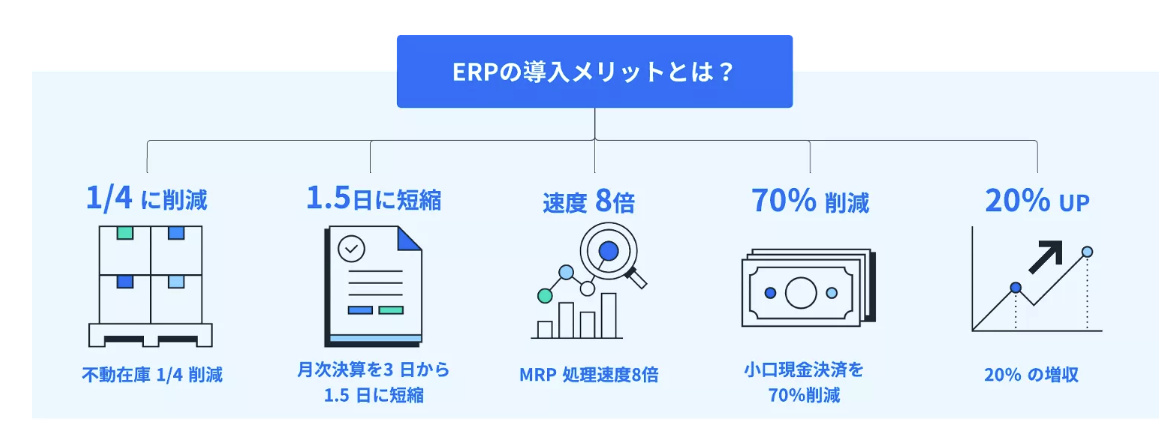 ERPの導入メリットとは？
1/4 に削減
1.5日に短縮
速度 8倍
70% 削減
20% UP
不動在庫 1/4 削減
月次決算を3 日から
1.5 日に短縮
MRP 処理速度8倍
小口現金決済を
70%削減
20% の増収